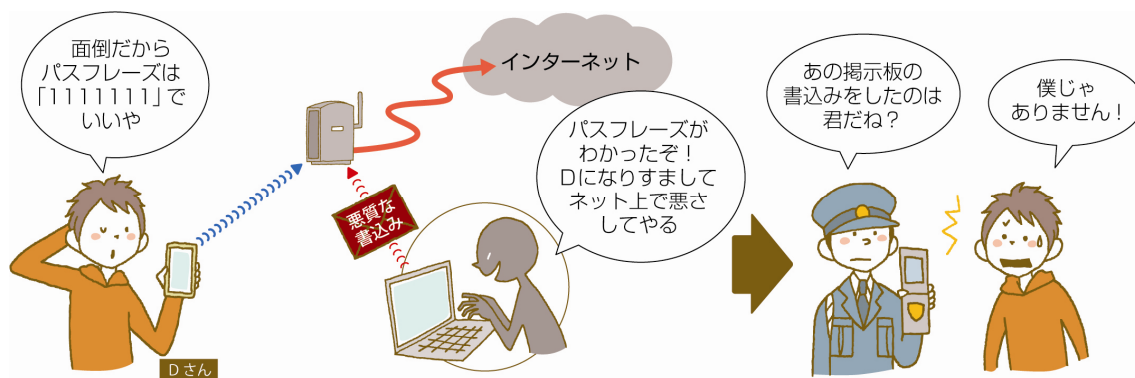 面倒だから
パスフレーズは
「1111111」で
いいや
インターネット
パスフレーズが
わかったぞ！
Dになりすまして
ネット上で悪さ
してやる
悪質な
書込み
Dさん
あの掲示板の
書込みをしたのは
君だね？
僕じゃ
ありません！